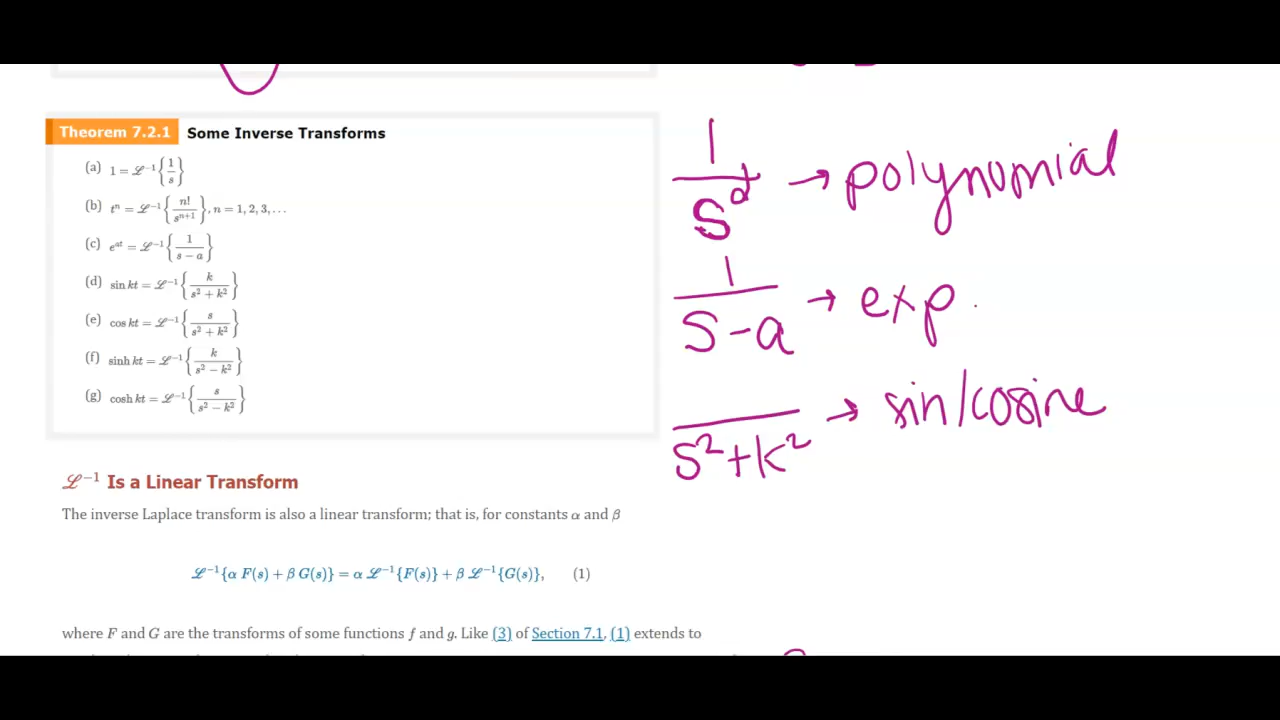 Theorem 7.2.1 Some Inverse Transforms
(a) 1 = ℒ⁻¹{1/s}
(b) tⁿ = ℒ⁻¹{n!/sⁿ⁺¹}, n = 1, 2, 3, …
(c) eᵃᵗ = ℒ⁻¹{1/(s − a)}
(d) sin kt = ℒ⁻¹{k/(s² + k²)}
(e) cos kt = ℒ⁻¹{s/(s² + k²)}
(f) sinh kt = ℒ⁻¹{k/(s² − k²)}
(g) cosh kt = ℒ⁻¹{s/(s² − k²)}
ℒ⁻¹ Is a Linear Transform
The inverse Laplace transform is also a linear transform; that is, for constants α and β
ℒ⁻¹{α F(s) + β G(s)} = α ℒ⁻¹{F(s)} + β ℒ⁻¹{G(s)}, (1)
where F and G are the transforms of some functions f and g. Like (3) of Section 7.1, (1) extends to
1/sᵈ → polynomial
1/(s-a) → exp
/(s²+k²) → sin/cosine